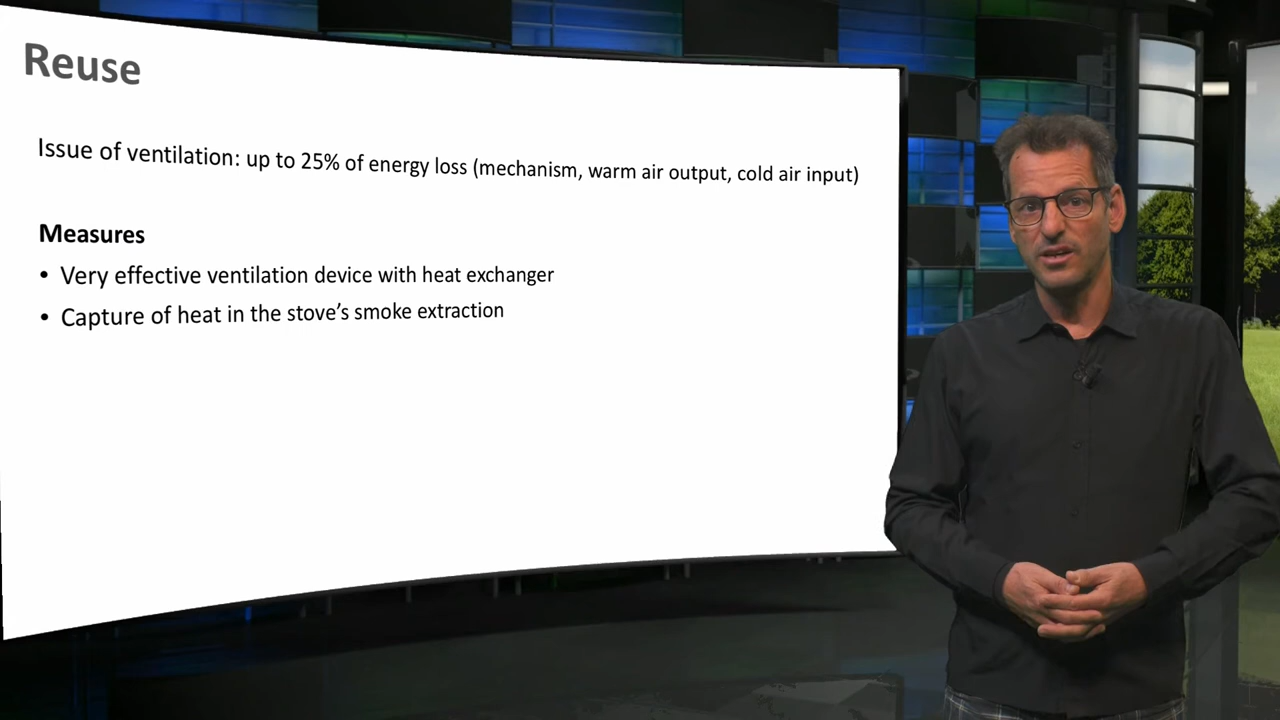 Reuse
Issue of ventilation: up to 25% of energy loss (mechanism, warm air output, cold air input)
Measures
• Very effective ventilation device with heat exchanger
• Capture of heat in the stove’s smoke extraction